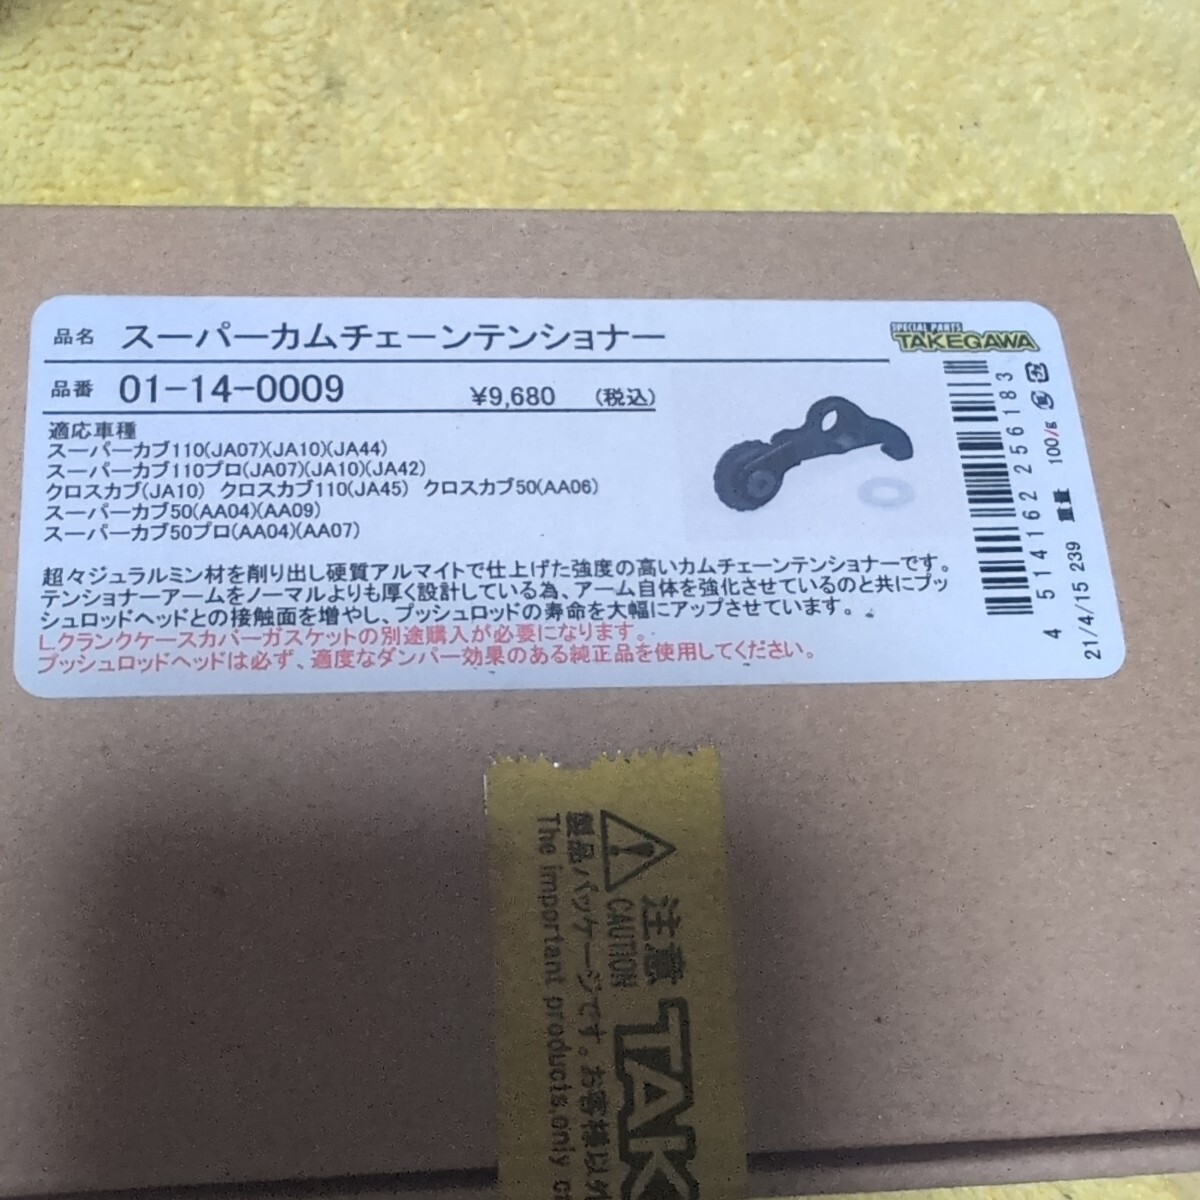 品名 スーパーカムチェーンテンショナー
SPECIAL PARTS
TAKEGAWA
品番 01-14-0009 ¥9,680 (税込)
適応車種
スーパーカブ110(JA07)(JA10)(JA44)
スーパーカブ110プロ(JA07)(JA10)(JA42)
クロスカブ(JA10) クロスカブ110(JA45) クロスカブ50(AA06)
スーパーカブ50(AA04)(AA09)
スーパーカブ50プロ(AA04)(AA07)
超々ジュラルミン材を削り出し硬質アルマイトで仕上げた強度の高いカムチェーンテンショナーです。
テンショナーアームをノーマルよりも厚く設計している為、アーム自体を強化させているのと共にプッ
シュロッドヘッドとの接触面を増やし、プッシュロッドの寿命を大幅にアップさせています。
L.クランクケースカバーガスケットの別途購入が必要になります。
プッシュロッドヘッドは必ず、適度なダンパー効果のある純正品を使用してください。
4 514162 256183
21/4/15 239 重量 100/g
注意 TAK
CAUTION
製品パッケージです。お客様以外
The important products,only